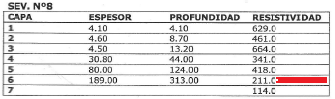 SEV. Nº8
CAPA ESPESOR PROFUNDIDAD RESISTIVIDAD
1 4.10 4.10 629.0
2 4.60 8.70 461.0
3 4.50 13.20 664.0
4 30.80 44.00 341.0
5 80.00 124.00 418.0
6 189.00 313.00 211.0
7 114.0